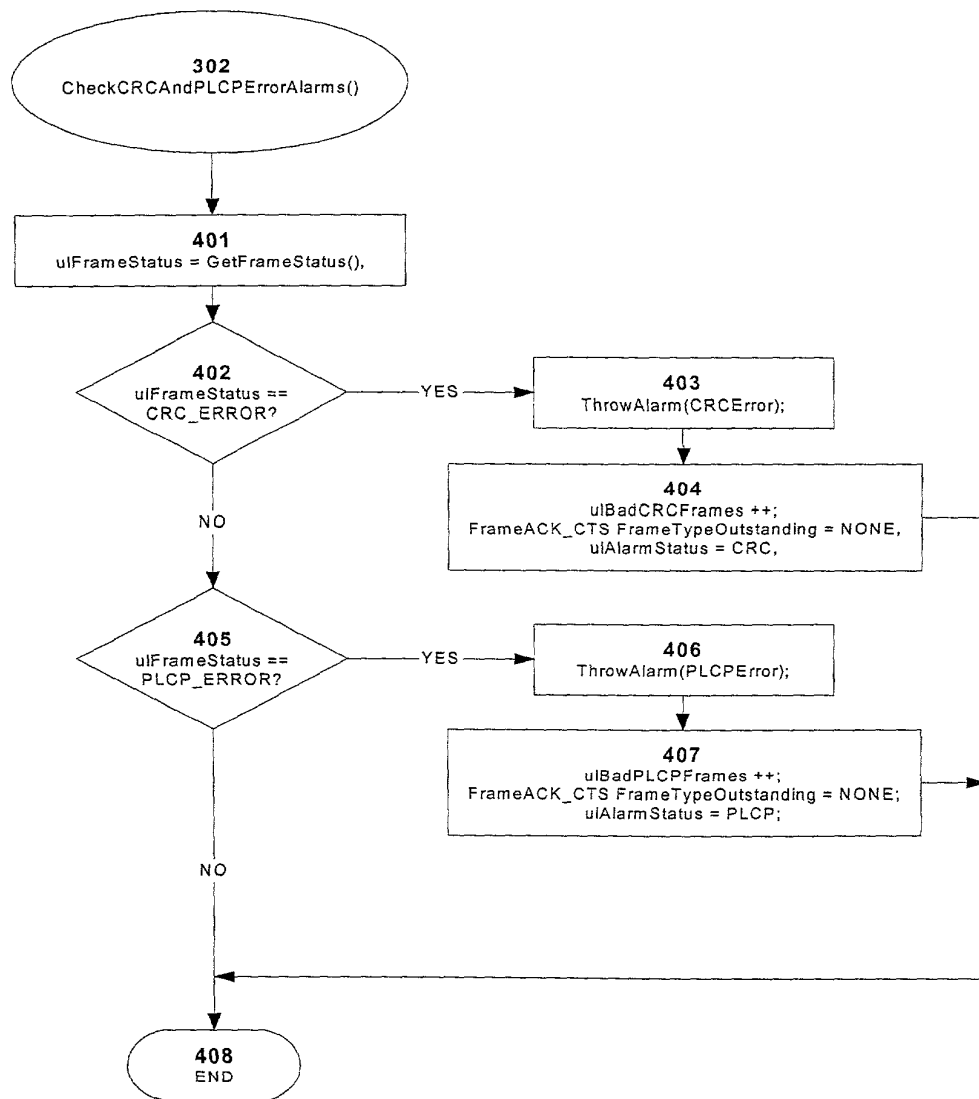 302
CheckCRCAndPLCPErrorAlarms()
401
ulFrameStatus = GetFrameStatus(),
402
ulFrameStatus ==
CRC_ERROR?
YES
403
ThrowAlarm(CRCError);
404
ulBadCRCFrames ++;
FrameACK_CTS FrameTypeOutstanding = NONE,
ulAlarmStatus = CRC,
NO
405
ulFrameStatus ==
PLCP_ERROR?
YES
406
ThrowAlarm(PLCPError);
407
ulBadPLCPFrames ++;
FrameACK_CTS FrameTypeOutstanding = NONE;
ulAlarmStatus = PLCP;
NO
408
END